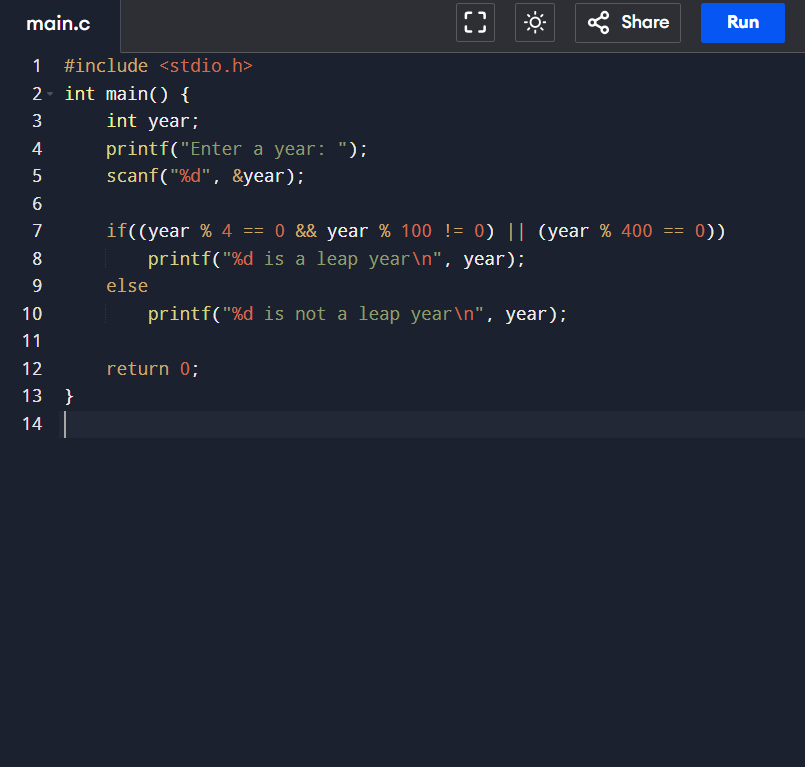 main.c Share Run
1 #include <stdio.h>
2 int main() {
3     int year;
4     printf("Enter a year: ");
5     scanf("%d", &year);
6
7     if((year % 4 == 0 && year % 100 != 0) || (year % 400 == 0))
8         printf("%d is a leap year\n", year);
9     else
10         printf("%d is not a leap year\n", year);
11
12     return 0;
13 }
14